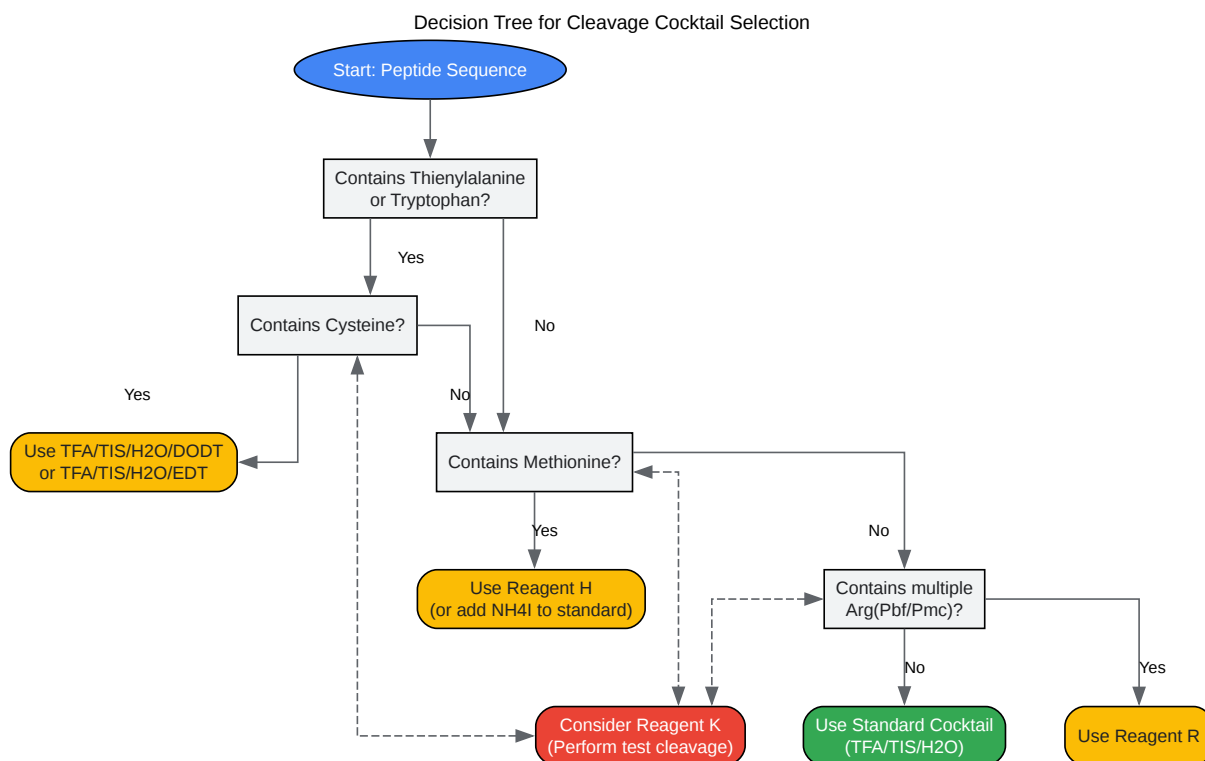 Decision Tree for Cleavage Cocktail Selection
Start: Peptide Sequence
Contains Thienylalanine
or Tryptophan?
Yes
No
Contains Cysteine?
Yes
No
Use TFA/TIS/H2O/DODT
or TFA/TIS/H2O/EDT
Contains Methionine?
Yes
No
Use Reagent H
(or add NH4I to standard)
Contains multiple
Arg(Pbf/Pmc)?
No
Yes
Consider Reagent K
(Perform test cleavage)
Use Standard Cocktail
(TFA/TIS/H2O)
Use Reagent R